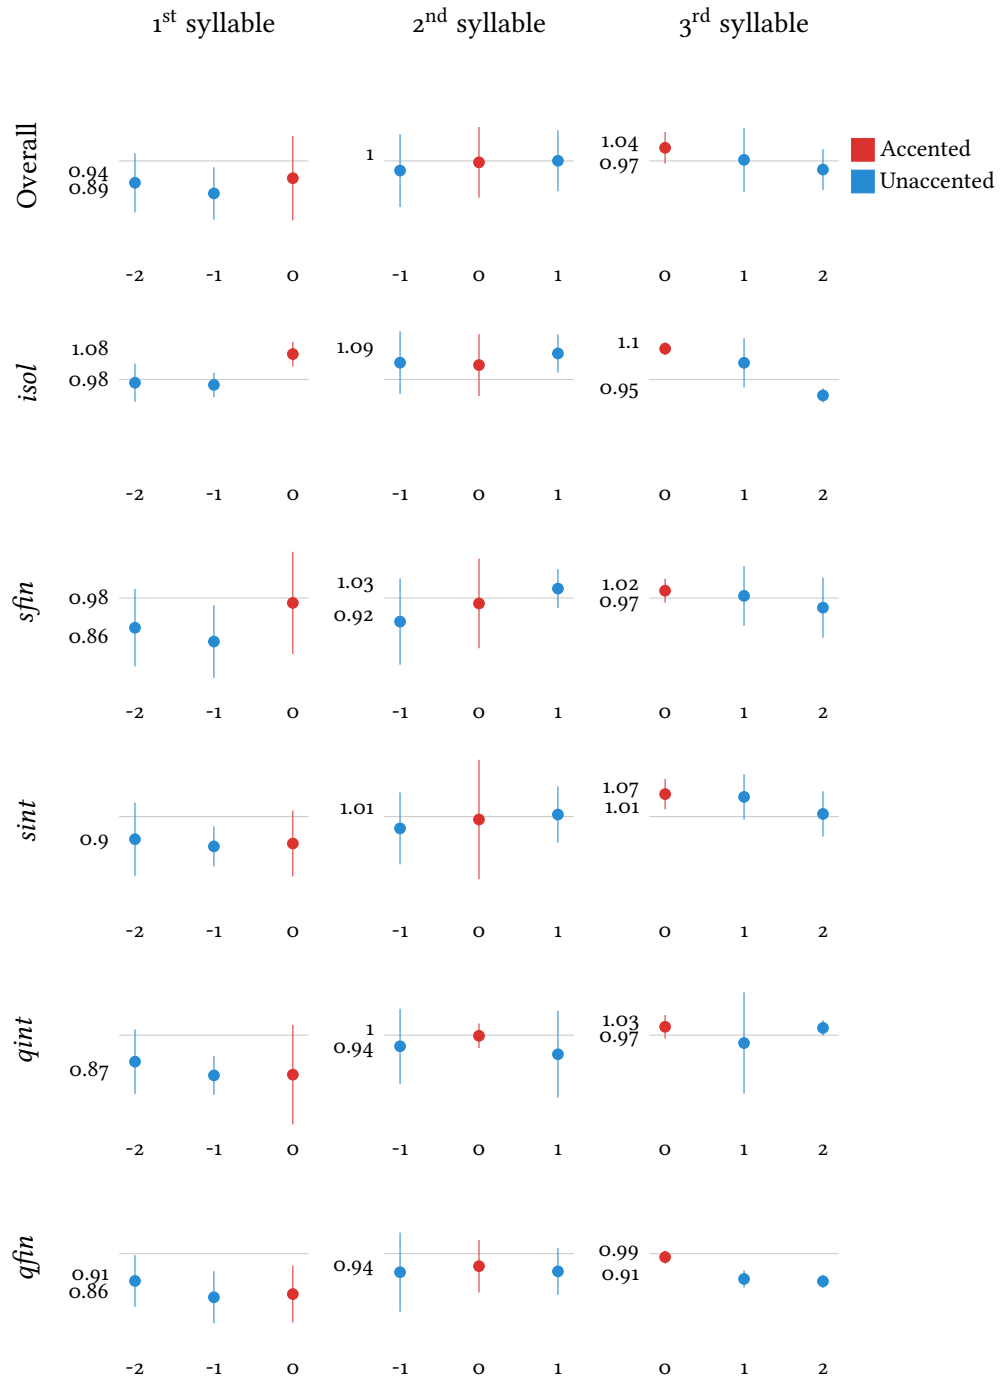 1st syllable 2nd syllable 3rd syllable
Overall
0.94
0.89
1
1.04
0.97
Accented
Unaccented
-2 -1 0 -1 0 1 0 1 2
isol
1.08
0.98
1.09
1.1
0.95
-2 -1 0 -1 0 1 0 1 2
sfin
0.98
0.86
1.03
0.92
1.02
0.97
-2 -1 0 -1 0 1 0 1 2
sint
0.9
1.01
1.07
1.01
-2 -1 0 -1 0 1 0 1 2
qint
0.87
1
0.94
1.03
0.97
-2 -1 0 -1 0 1 0 1 2
qfin
0.91
0.86
0.94
0.99
0.91
-2 -1 0 -1 0 1 0 1 2